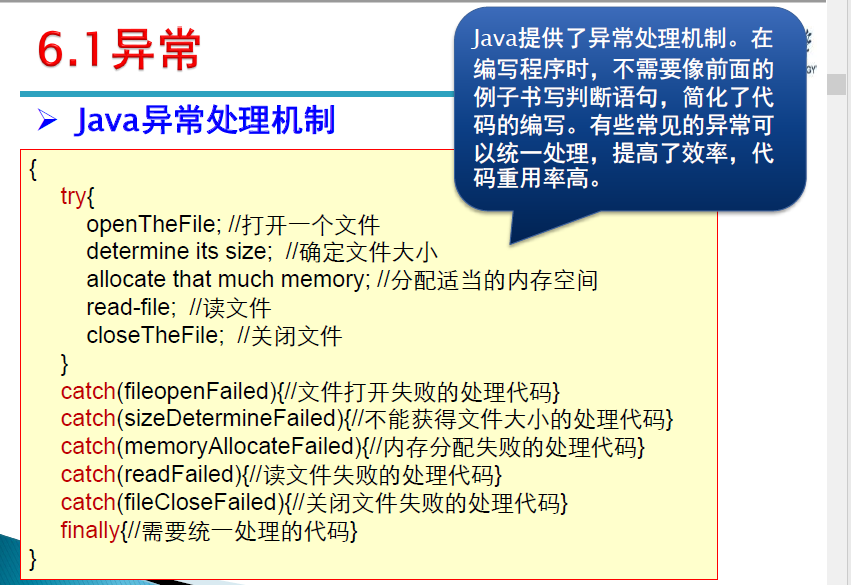 6.1异常
Java提供了异常处理机制。在
编写程序时，不需要像前面的
例子书写判断语句，简化了代
码的编写。有些常见的异常可
以统一处理，提高了效率，代
码重用率高。
Java异常处理机制
{
try{
openTheFile; //打开一个文件
determine its size;  //确定文件大小
allocate that much memory; //分配适当的内存空间
read-file;  //读文件
closeTheFile;  //关闭文件
}
catch(fileopenFailed){//文件打开失败的处理代码}
catch(sizeDetermineFailed){//不能获得文件大小的处理代码}
catch(memoryAllocateFailed){//内存分配失败的处理代码}
catch(readFailed){//读文件失败的处理代码}
catch(fileCloseFailed){//关闭文件失败的处理代码}
finally{//需要统一处理的代码}
}